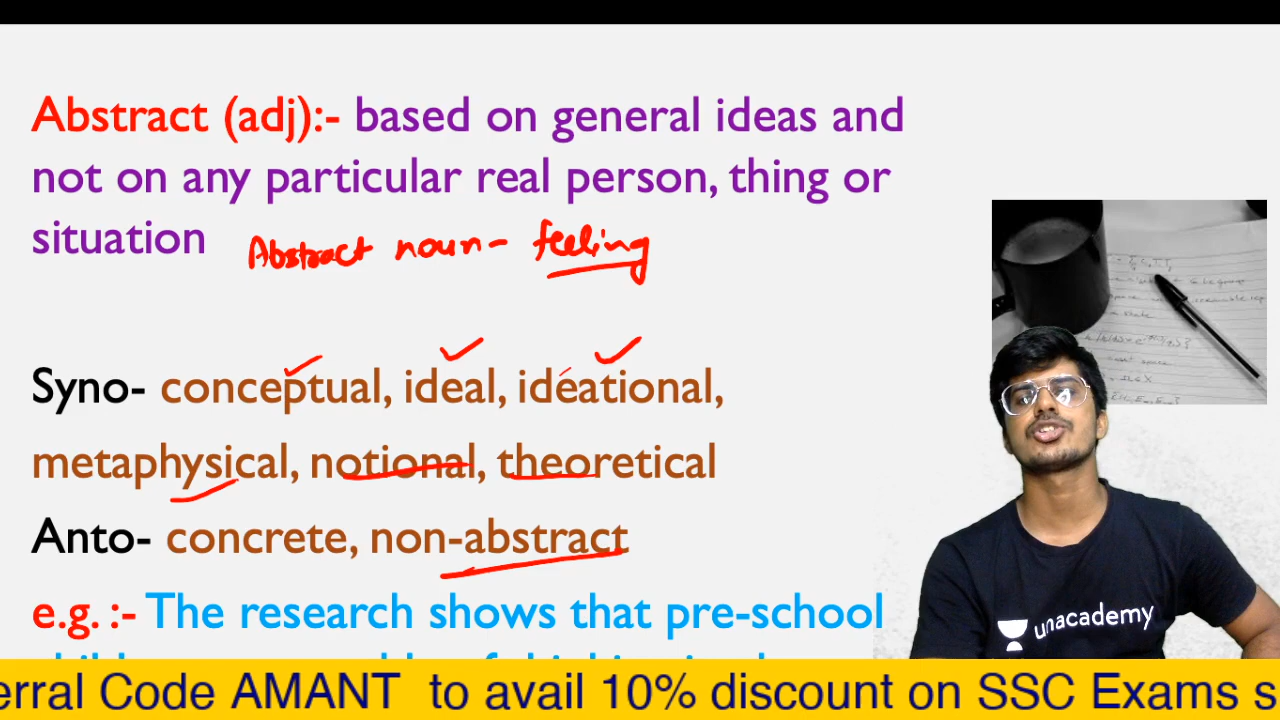 Abstract (adj):- based on general ideas and
not on any particular real person, thing or
situation
Abstract noun- feeling
Syno- conceptual, ideal, ideational,
metaphysical, notional, theoretical
Anto- concrete, non-abstract
e.g. :- The research shows that pre-school
unacademy
erral Code AMANT to avail 10% discount on SSC Exams s